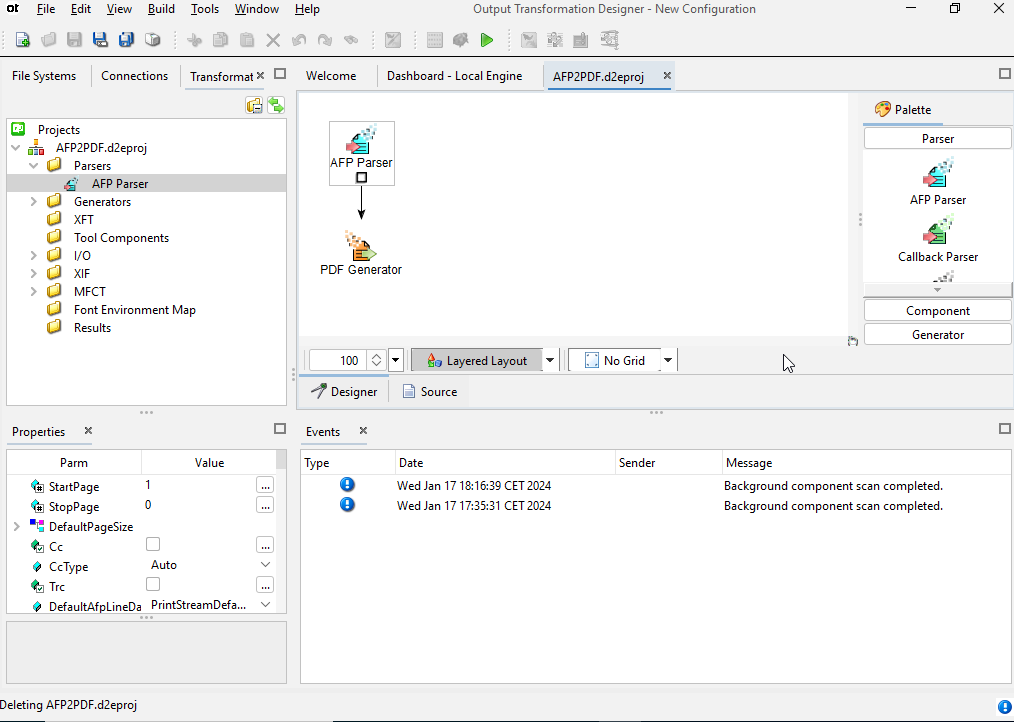 ot File Edit View Build Tools Window Help Output Transformation Designer - New Configuration
File Systems Connections Transformat
Welcome Dashboard - Local Engine AFP2PDF.d2eproj
Projects
AFP2PDF.d2eproj
Parsers
AFP Parser
Generators
XFT
Tool Components
I/O
XIF
MFCT
Font Environment Map
Results
AFP Parser
PDF Generator
Palette
Parser
AFP Parser
Callback Parser
Component
Generator
100 Layered Layout No Grid
Designer Source
Properties
Parm Value
StartPage 1 ...
StopPage 0 ...
DefaultPageSize
Cc ...
CcType Auto
Trc ...
DefaultAfpLineDa PrintStreamDefa...
Events
Type Date Sender Message
Wed Jan 17 18:16:39 CET 2024 Background component scan completed.
Wed Jan 17 17:35:31 CET 2024 Background component scan completed.
Deleting AFP2PDF.d2eproj